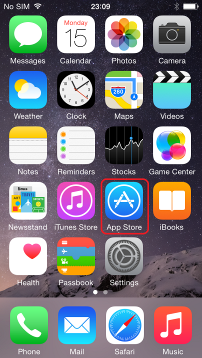 No SIM 23:09
Monday
15
Messages Calendar Photos Camera
280
Weather Clock Maps Videos
Notes Reminders Stocks Game Center
Newsstand iTunes Store App Store iBooks
Health Passbook Settings
Phone Mail Safari Music